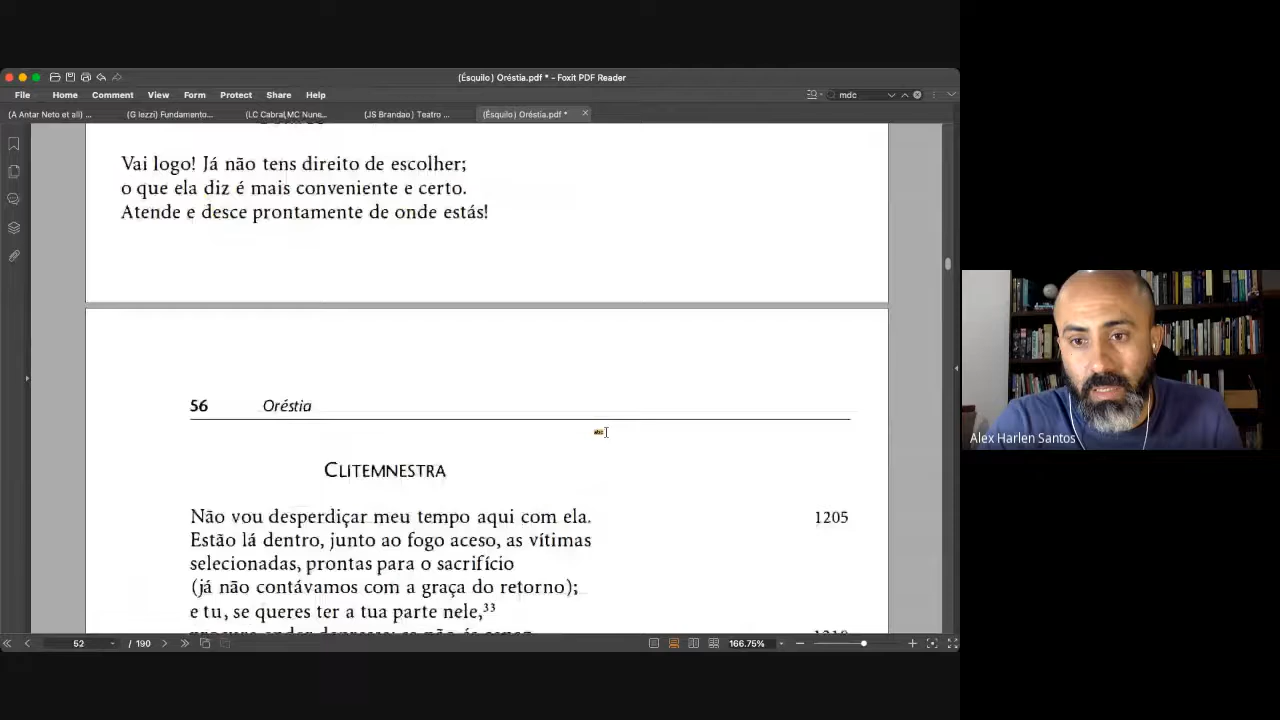 (Ésquilo) Oréstia.pdf * - Foxit PDF Reader
File Home Comment View Form Protect Share Help
mdc
(A Antar Neto et all) ...
(G Iezzi) Fundamento...
(LC Cabral,MC Nune...
(JS Brandao) Teatro ...
(Ésquilo) Oréstia.pdf *
Vai logo! Já não tens direito de escolher;
o que ela diz é mais conveniente e certo.
Atende e desce prontamente de onde estás!
56 Oréstia
CLITEMNESTRA
Não vou desperdiçar meu tempo aqui com ela. 1205
Estão lá dentro, junto ao fogo aceso, as vítimas
selecionadas, prontas para o sacrifício
(já não contávamos com a graça do retorno);
e tu, se queres ter a tua parte nele,³³
52 / 190
166.75%
Alex Harlen Santos